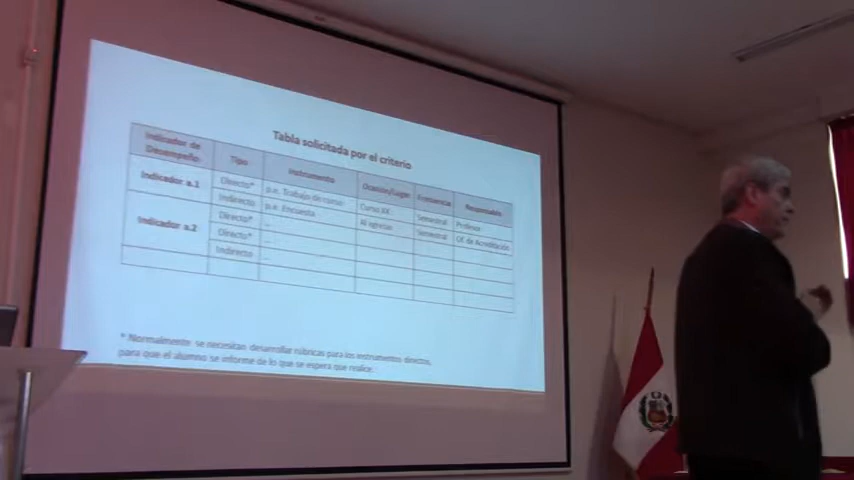 Tabla solicitada por el criterio
Indicador de Desempeño Tipo Instrumento Ocasión/Lugar Frecuencia Responsable
Indicador a.1 Directo* p.e. Trabajo de curso Curso XX Semestral Profesor
Indirecto p.e. Encuesta Al egresar Semestral Of. de Acreditación
Indicador a.2 Directo* ...
Directo* ...
Indirecto ...
* Normalmente se necesitan desarrollar rúbricas para los instrumentos directos,
para que el alumno se informe de lo que se espera que realice.